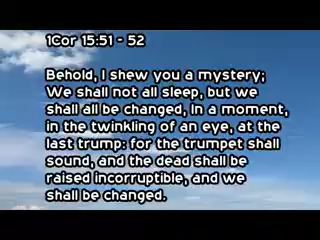 1Cor 15:51 - 52
Behold, I shew you a mystery;
We shall not all sleep, but we
shall all be changed, In a moment,
in the twinkling of an eye, at the
last trump: for the trumpet shall
sound, and the dead shall be
raised incorruptible, and we
shall be changed.